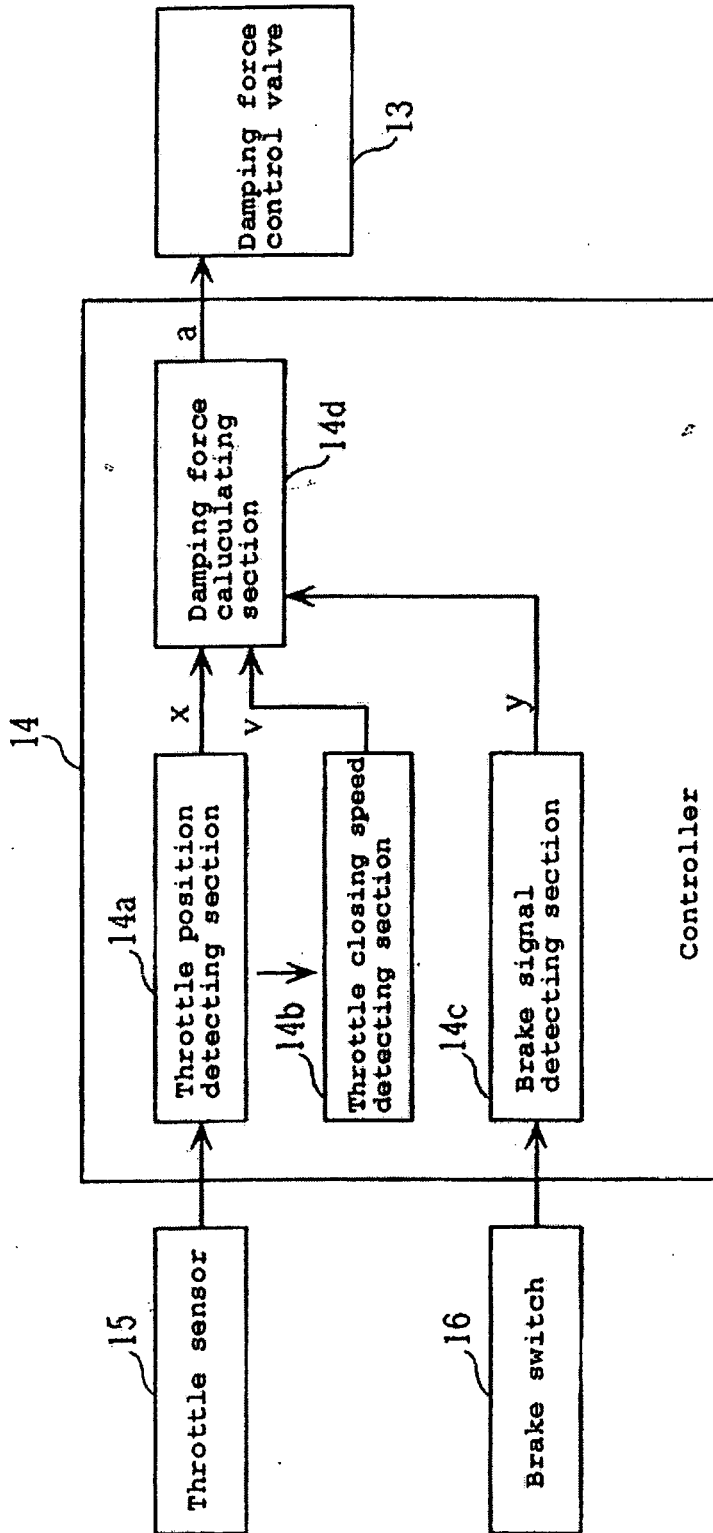 14
15
Throttle sensor
14a
Throttle position
detecting section
x
Damping force
caluculating
section
14d
a
Damping force
control valve
13
14b
Throttle closing speed
detecting section
v
16
Brake switch
14c
Brake signal
detecting section
y
Controller